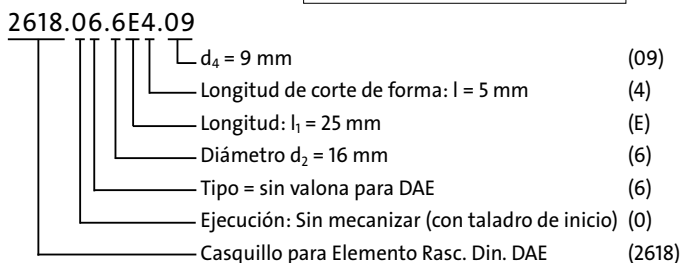 2618.06.6E4.09
d₄ = 9 mm (09)
Longitud de corte de forma: l = 5 mm (4)
Longitud: l₁ = 25 mm (E)
Diámetro d₂ = 16 mm (6)
Tipo = sin valona para DAE (6)
Ejecución: Sin mecanizar (con taladro de inicio) (0)
Casquillo para Elemento Rasc. Din. DAE (2618)